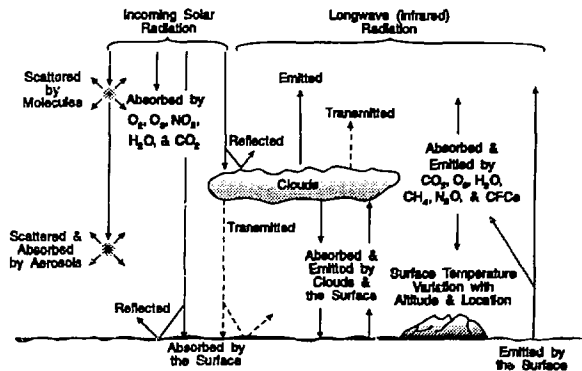 Incoming Solar
Radiation
Longwave (Infrared)
Radiation
Scattered
by
Molecules
Absorbed by
O₂, O₃, NO₂,
H₂O, & CO₂
Emitted
Transmitted
Reflected
Clouds
Absorbed &
Emitted by
CO₂, O₃, H₂O,
CH₄, N₂O, & CFCs
Scattered &
Absorbed
by Aerosols
Transmitted
Absorbed &
Emitted by
Clouds &
the Surface
Surface Temperature
Variation with
Altitude & Location
Reflected
Absorbed by
the Surface
Emitted by
the Surface